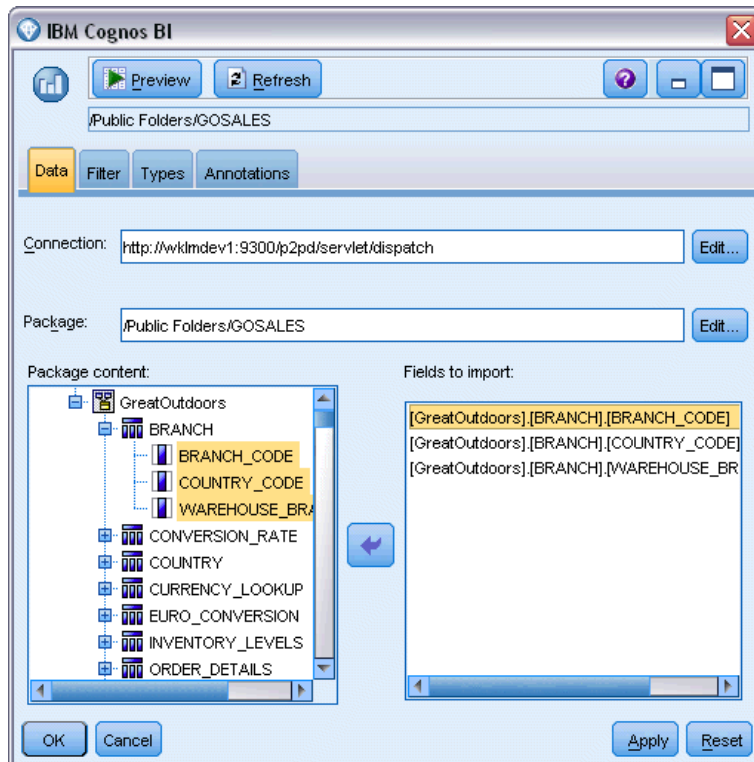 IBM Cognos BI
Preview Refresh ?
/Public Folders/GOSALES
Data Filter Types Annotations
Connection: http://wklmdev1:9300/p2pd/servlet/dispatch Edit...
Package: /Public Folders/GOSALES Edit...
Package content: Fields to import:
GreatOutdoors
BRANCH
BRANCH_CODE
COUNTRY_CODE
WAREHOUSE_BRA
CONVERSION_RATE
COUNTRY
CURRENCY_LOOKUP
EURO_CONVERSION
INVENTORY_LEVELS
ORDER_DETAILS
[GreatOutdoors].[BRANCH].[BRANCH_CODE]
[GreatOutdoors].[BRANCH].[COUNTRY_CODE]
[GreatOutdoors].[BRANCH].[WAREHOUSE_BR
OK Cancel Apply Reset